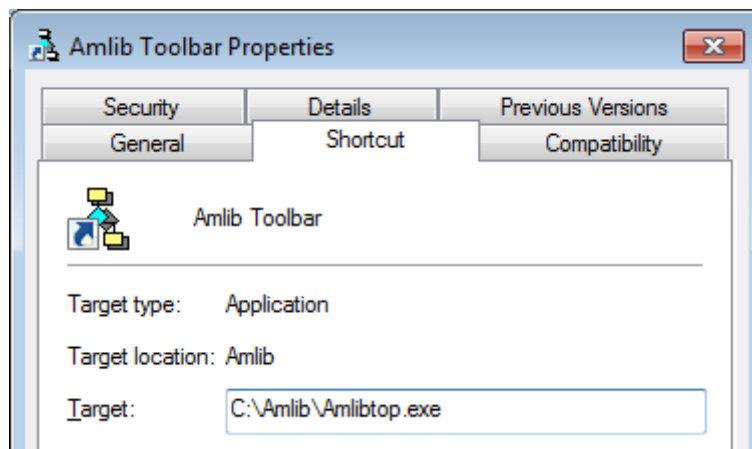 Amlib Toolbar Properties
Security Details Previous Versions
General Shortcut Compatibility
Amlib Toolbar
Target type: Application
Target location: Amlib
Target: C:\Amlib\Amlibtop.exe